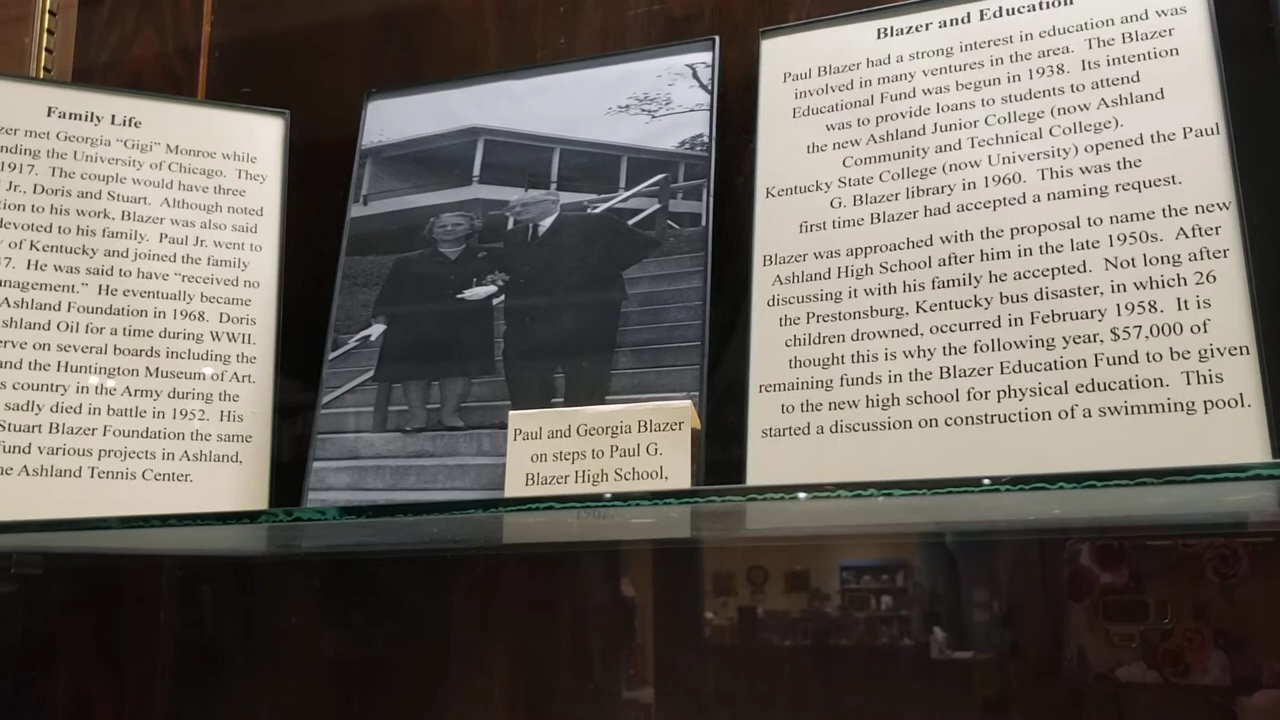 Family Life
zer met Georgia “Gigi” Monroe while
nding the University of Chicago. They
1917. The couple would have three
Jr., Doris and Stuart. Although noted
tion to his work, Blazer was also said
devoted to his family. Paul Jr. went to
y of Kentucky and joined the family
7. He was said to have “received no
anagement.” He eventually became
Ashland Foundation in 1968. Doris
shland Oil for a time during WWII.
erve on several boards including the
and the Huntington Museum of Art.
s country in the Army during the
sadly died in battle in 1952. His
Stuart Blazer Foundation the same
fund various projects in Ashland,
he Ashland Tennis Center.
Paul and Georgia Blazer
on steps to Paul G.
Blazer High School,
1962.
Blazer and Education
Paul Blazer had a strong interest in education and was
involved in many ventures in the area. The Blazer
Educational Fund was begun in 1938. Its intention
was to provide loans to students to attend
the new Ashland Junior College (now Ashland
Community and Technical College).
Kentucky State College (now University) opened the Paul
G. Blazer library in 1960. This was the
first time Blazer had accepted a naming request.
Blazer was approached with the proposal to name the new
Ashland High School after him in the late 1950s. After
discussing it with his family he accepted. Not long after
the Prestonsburg, Kentucky bus disaster, in which 26
children drowned, occurred in February 1958. It is
thought this is why the following year, $57,000 of
remaining funds in the Blazer Education Fund to be given
to the new high school for physical education. This
started a discussion on construction of a swimming pool.